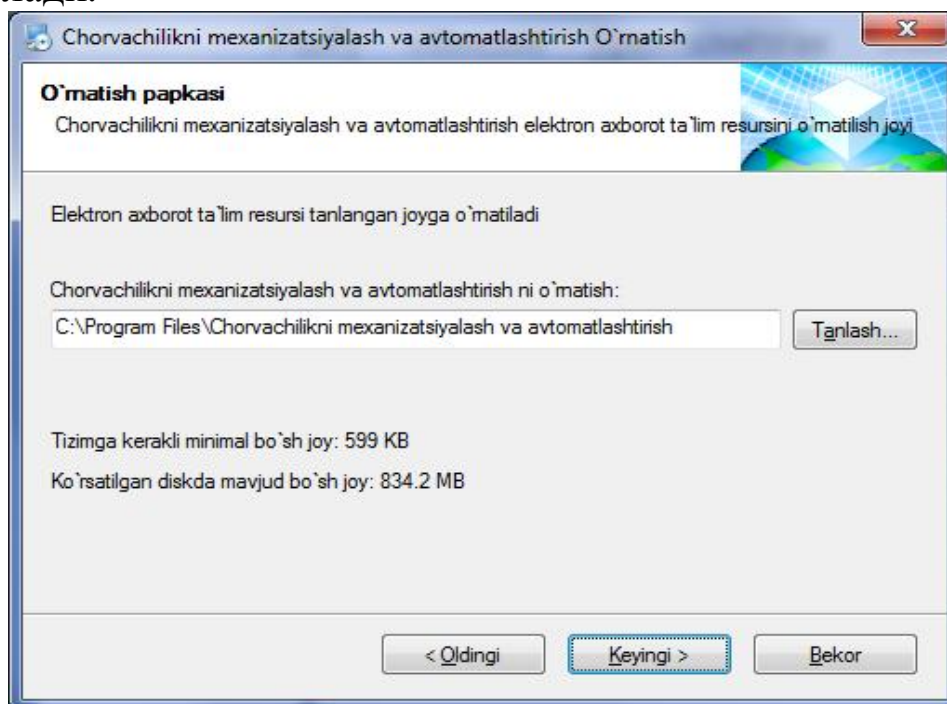 лади.
Chorvachilikni mexanizatsiyalash va avtomatlashtirish O`rnatish
O`rnatish papkasi
Chorvachilikni mexanizatsiyalash va avtomatlashtirish elektron axborot ta`lim resursini o`rnatilish joyi
Elektron axborot ta`lim resursi tanlangan joyga o`rnatiladi
Chorvachilikni mexanizatsiyalash va avtomatlashtirish ni o`rnatish:
C:\Program Files\Chorvachilikni mexanizatsiyalash va avtomatlashtirish
Tanlash...
Tizimga kerakli minimal bo`sh joy: 599 KB
Ko`rsatilgan diskda mavjud bo`sh joy: 834.2 MB
< Oldingi
Keyingi >
Bekor